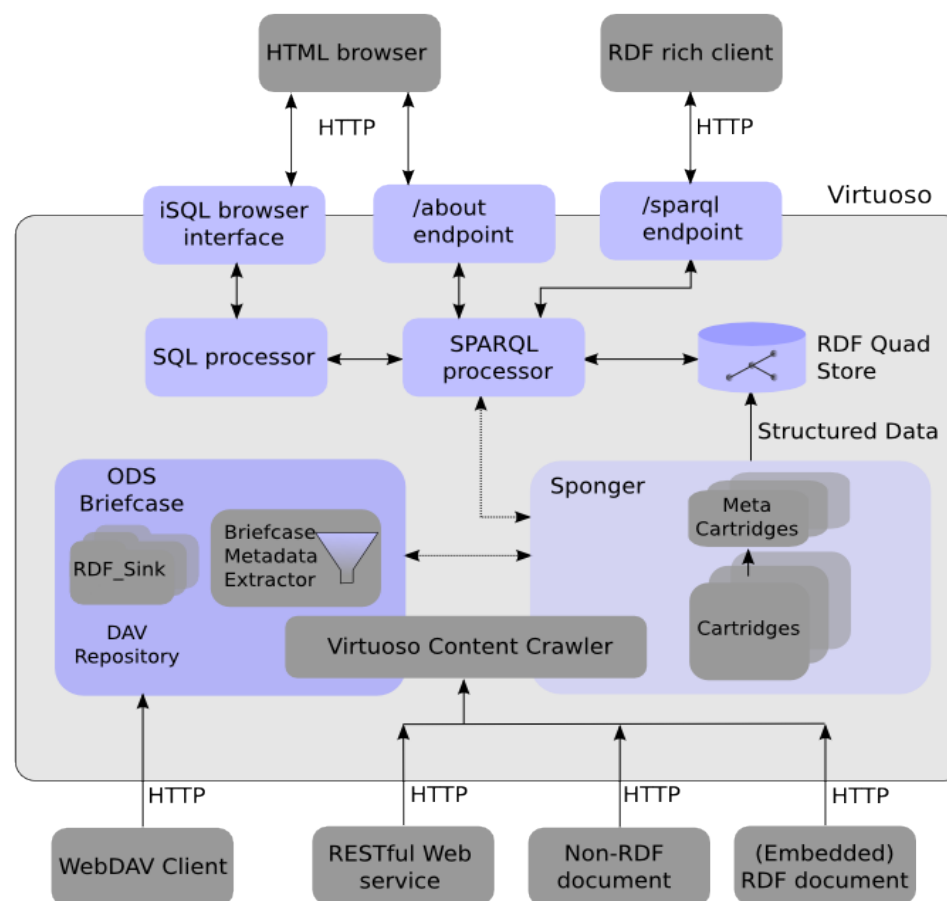 HTML browser
RDF rich client
HTTP
HTTP
Virtuoso
iSQL browser
interface
/about
endpoint
/sparql
endpoint
SQL processor
SPARQL
processor
RDF Quad
Store
Structured Data
ODS
Briefcase
RDF_Sink
Briefcase
Metadata
Extractor
DAV
Repository
Sponger
Meta
Cartridges
Cartridges
Virtuoso Content Crawler
HTTP
HTTP
HTTP
HTTP
WebDAV Client
RESTful Web
service
Non-RDF
document
(Embedded)
RDF document